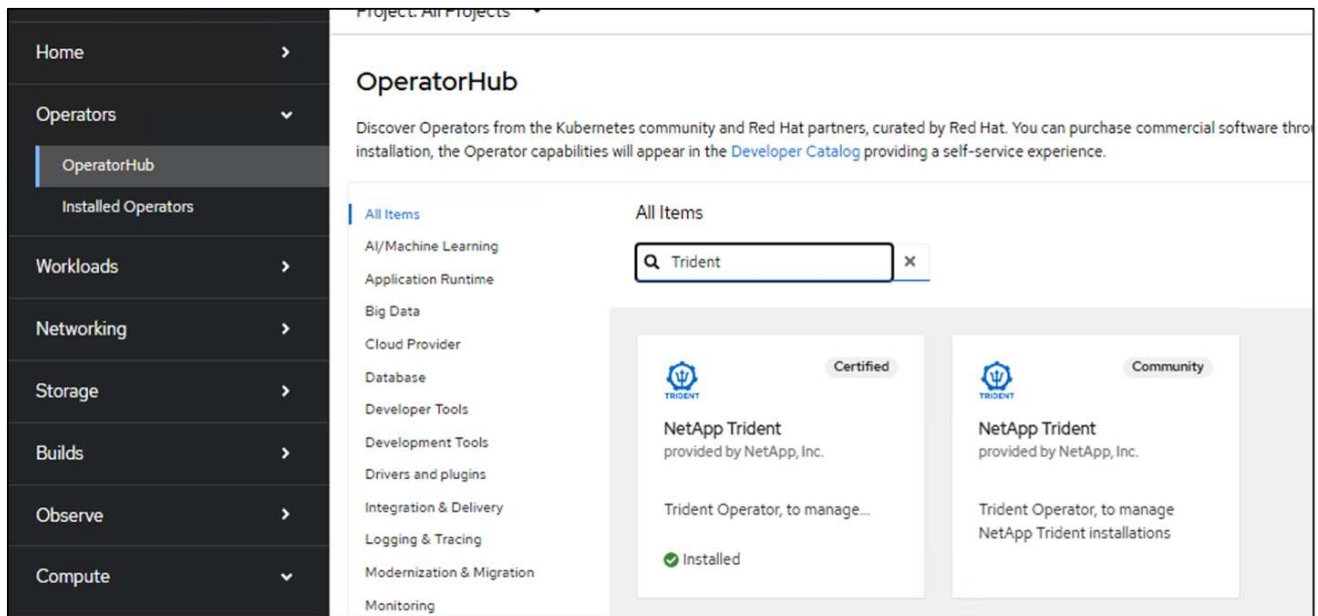 Project: All Projects
Home
Operators
OperatorHub
Installed Operators
Workloads
Networking
Storage
Builds
Observe
Compute
OperatorHub
Discover Operators from the Kubernetes community and Red Hat partners, curated by Red Hat. You can purchase commercial software
installation, the Operator capabilities will appear in the Developer Catalog providing a self-service experience.
All Items
AI/Machine Learning
Application Runtime
Big Data
Cloud Provider
Database
Developer Tools
Development Tools
Drivers and plugins
Integration & Delivery
Logging & Tracing
Modernization & Migration
Monitoring
All Items
Trident
Certified
TRIDENT
NetApp Trident
provided by NetApp, Inc.
Trident Operator, to manage...
Installed
Community
TRIDENT
NetApp Trident
provided by NetApp, Inc.
Trident Operator, to manage
NetApp Trident installations